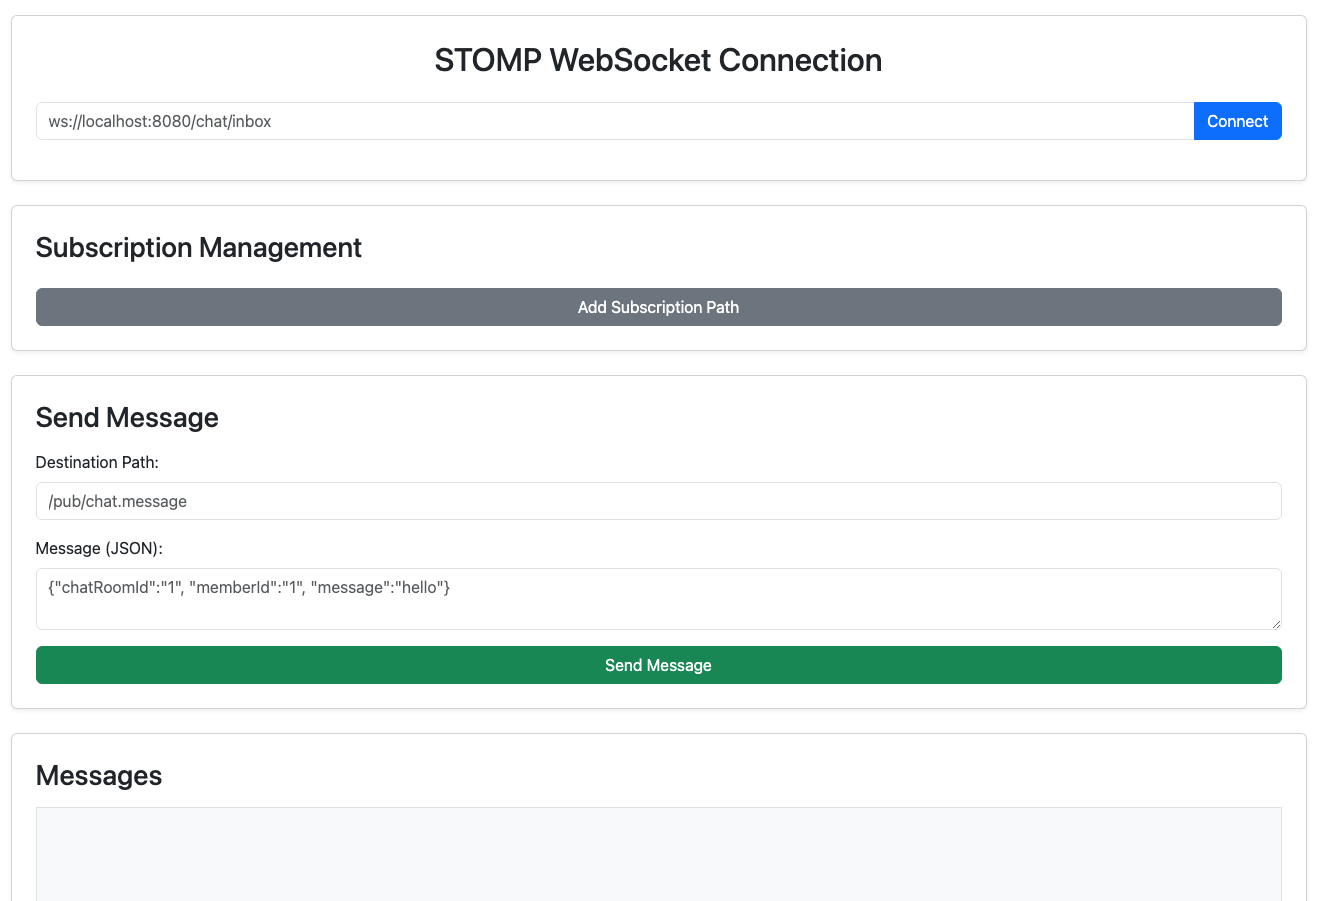 STOMP WebSocket Connection
ws://localhost:8080/chat/inbox
Connect
Subscription Management
Add Subscription Path
Send Message
Destination Path:
/pub/chat.message
Message (JSON):
{"chatRoomId":"1", "memberId":"1", "message":"hello"}
Send Message
Messages